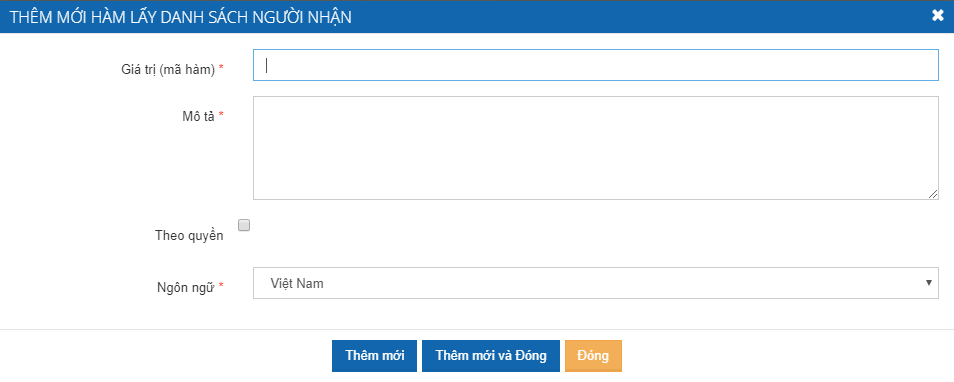 THÊM MỚI HÀM LẤY DANH SÁCH NGƯỜI NHẬN
Giá trị (mã hàm) *
Mô tả *
Theo quyền
Ngôn ngữ * Việt Nam
Thêm mới Thêm mới và Đóng Đóng